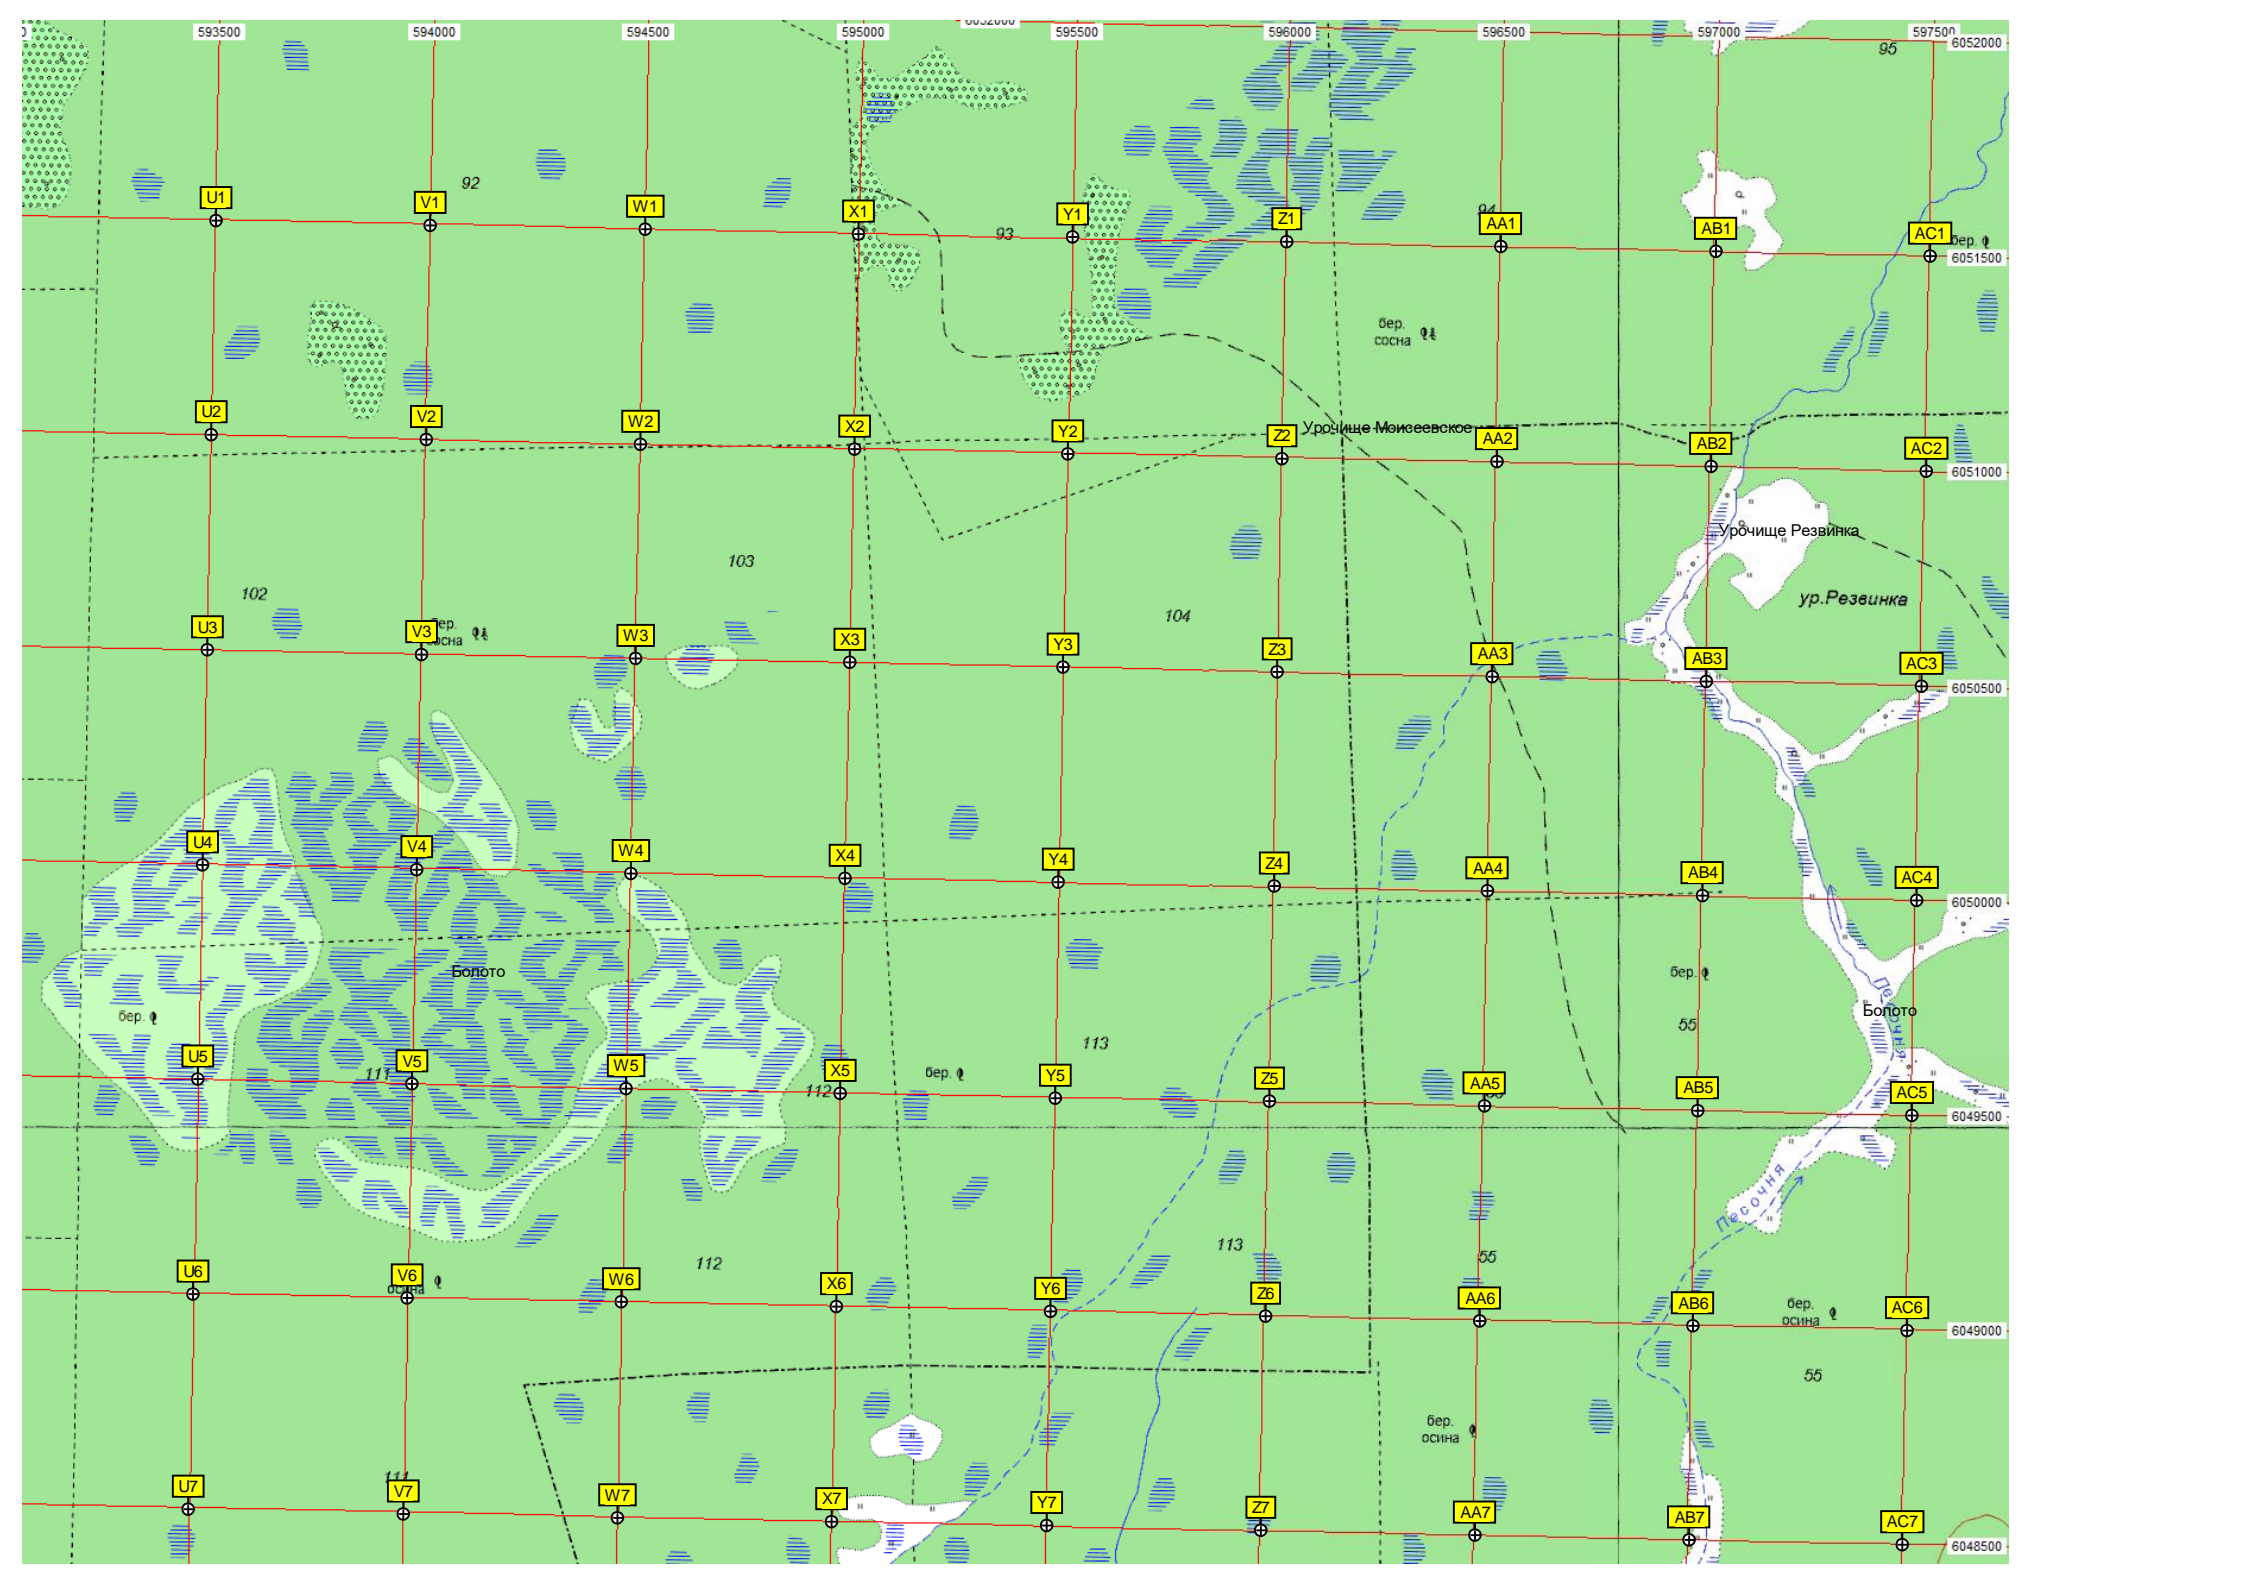 6052000
593500 594000 594500 595000 595500 596000 596500 597000 597500
6052000
95
92
U1 V1 W1 X1 Y1 Z1 AA1 AB1 AC1
93 94 бер.
6051500
бер.
сосна
U2 V2 W2 X2 Y2 Z2 Урочище Моисеевское AA2 AB2 AC2
6051000
Урочище Резвинка
103
102 104 ур.Резвинка
U3 V3 бер. W3 X3 Y3 Z3 AA3 AB3 AC3
сосна
6050500
U4 V4 W4 X4 Y4 Z4 AA4 AB4 AC4
6050000
Болото бер.
Песочня
бер. 55 Болото
113
U5 V5 W5 X5 Y5 Z5 AA5 AB5 AC5
111 112 бер.
6049500
Песочня
112 113 55
U6 V6 W6 X6 Y6 Z6 AA6 AB6 AC6
осина бер.
осина
6049000
55
бер.
осина
111
U7 V7 W7 X7 Y7 Z7 AA7 AB7 AC7
6048500